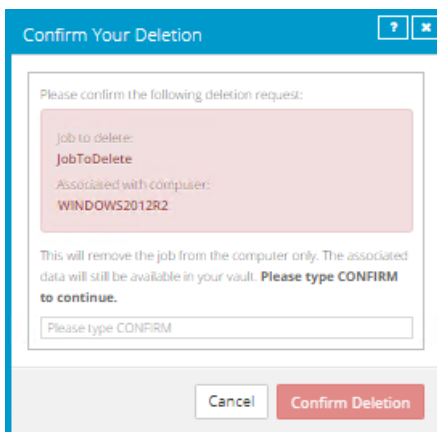 Confirm Your Deletion
? ×
Please confirm the following deletion request:
Job to delete:
JobToDelete
Associated with computer:
WINDOWS2012R2
This will remove the job from the computer only. The associated
data will still be available in your vault. Please type CONFIRM
to continue.
Please type CONFIRM
Cancel Confirm Deletion